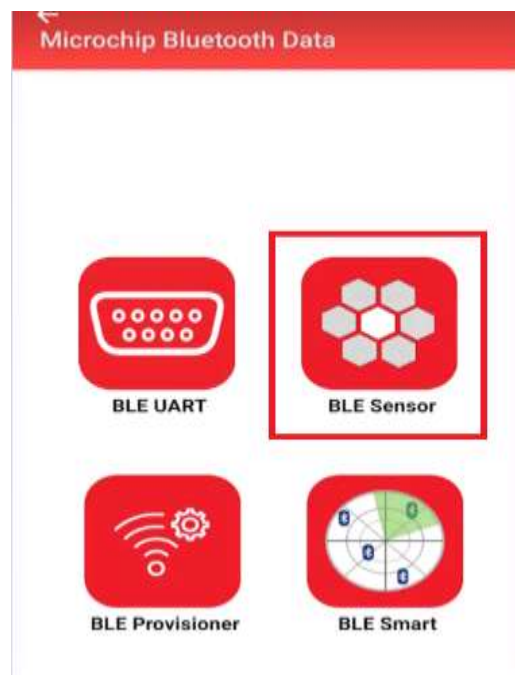 Microchip Bluetooth Data
BLE UART
BLE Sensor
BLE Provisioner
BLE Smart